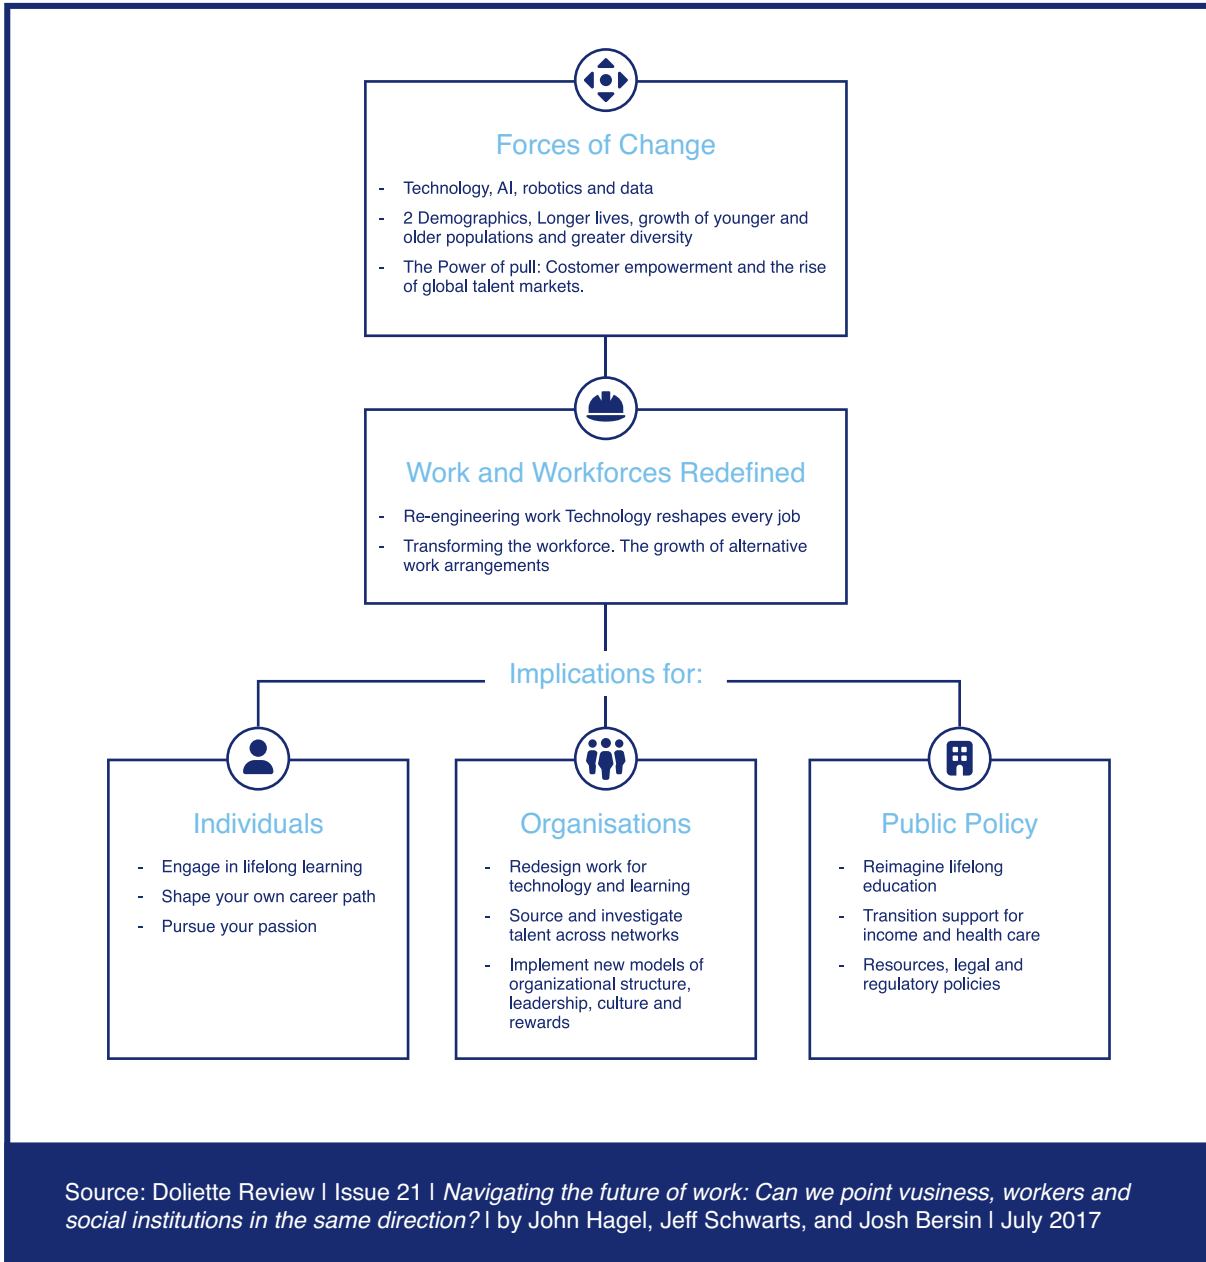 Forces of Change
- Technology, AI, robotics and data
- 2 Demographics, Longer lives, growth of younger and
older populations and greater diversity
- The Power of pull: Costomer empowerment and the rise
of global talent markets.
Work and Workforces Redefined
- Re-engineering work Technology reshapes every job
- Transforming the workforce. The growth of alternative
work arrangements
Implications for:
Individuals
- Engage in lifelong learning
- Shape your own career path
- Pursue your passion
Organisations
- Redesign work for
technology and learning
- Source and investigate
talent across networks
- Implement new models of
organizational structure,
leadership, culture and
rewards
Public Policy
- Reimagine lifelong
education
- Transition support for
income and health care
- Resources, legal and
regulatory policies
Source: Doliette Review | Issue 21 | Navigating the future of work: Can we point vusiness, workers and
social institutions in the same direction? | by John Hagel, Jeff Schwarts, and Josh Bersin | July 2017